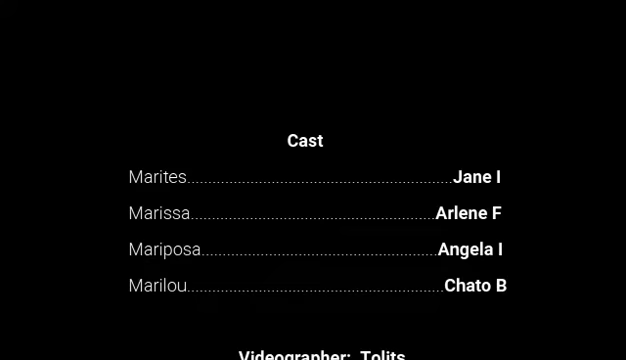 Cast
Marites.............................................................Jane I
Marissa.........................................................Arlene F
Mariposa......................................................Angela I
Marilou...........................................................Chato B
Videographer: Tolits